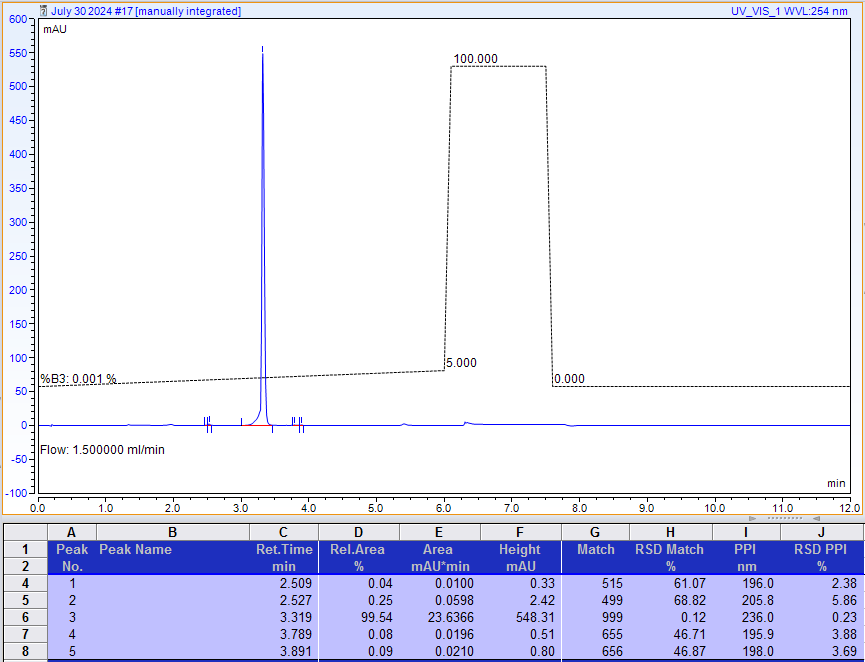 July 30 2024 #17 [manually integrated] UV_VIS_1 WVL:254 nm
600
mAU
550
500
450
400
350
300
250
200
150
100
50
0
-50
-100
100.000
5.000
%B3: 0.001 %
0.000
Flow: 1.500000 ml/min
min
0.0 1.0 2.0 3.0 4.0 5.0 6.0 7.0 8.0 9.0 10.0 11.0 12.0
A B C D E F G H I J
1 Peak Peak Name Ret.Time Rel.Area Area Height Match RSD Match PPI RSD PPI
2 No. min % mAU*min mAU % nm %
4 1 2.509 0.04 0.0100 0.33 515 61.07 196.0 2.38
5 2 2.527 0.25 0.0598 2.42 499 68.82 205.8 5.86
6 3 3.319 99.54 23.6366 548.31 999 0.12 236.0 0.23
7 4 3.789 0.08 0.0196 0.51 655 46.71 195.9 3.88
8 5 3.891 0.09 0.0210 0.80 656 46.87 198.0 3.69